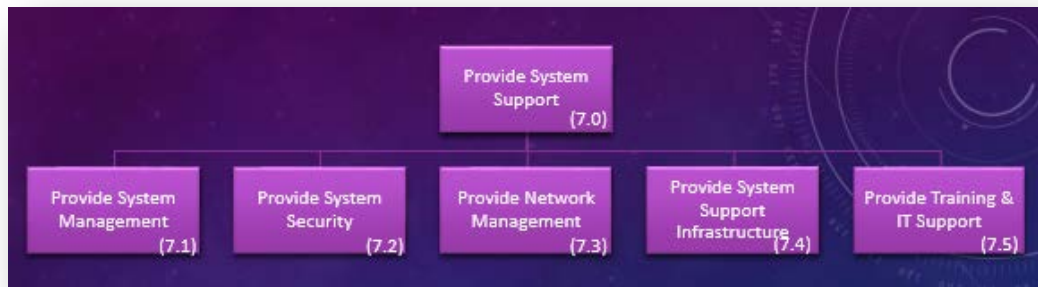 Provide System
Support
(7.0)
Provide System
Management
(7.1)
Provide System
Security
(7.2)
Provide Network
Management
(7.3)
Provide System
Support
Infrastructure
(7.4)
Provide Training &
IT Support
(7.5)